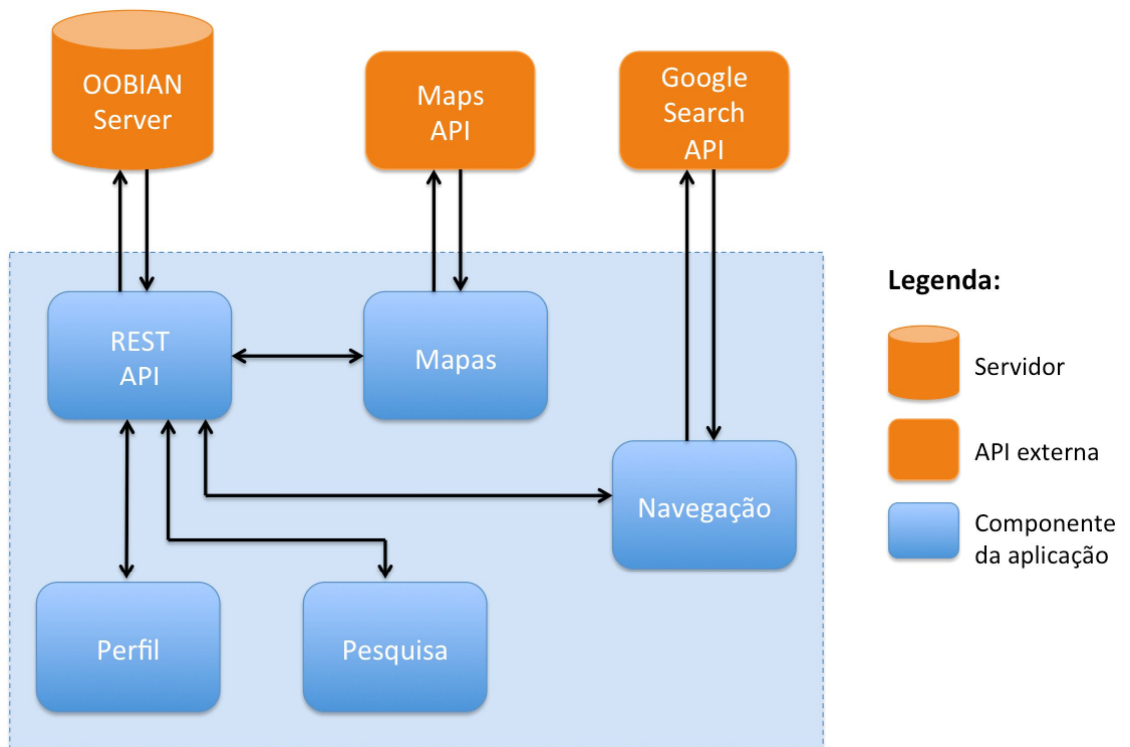 OOBIAN
Server
Maps
API
Google
Search
API
REST
API
Mapas
Navegação
Perfil
Pesquisa
Legenda:
Servidor
API externa
Componente
da aplicação